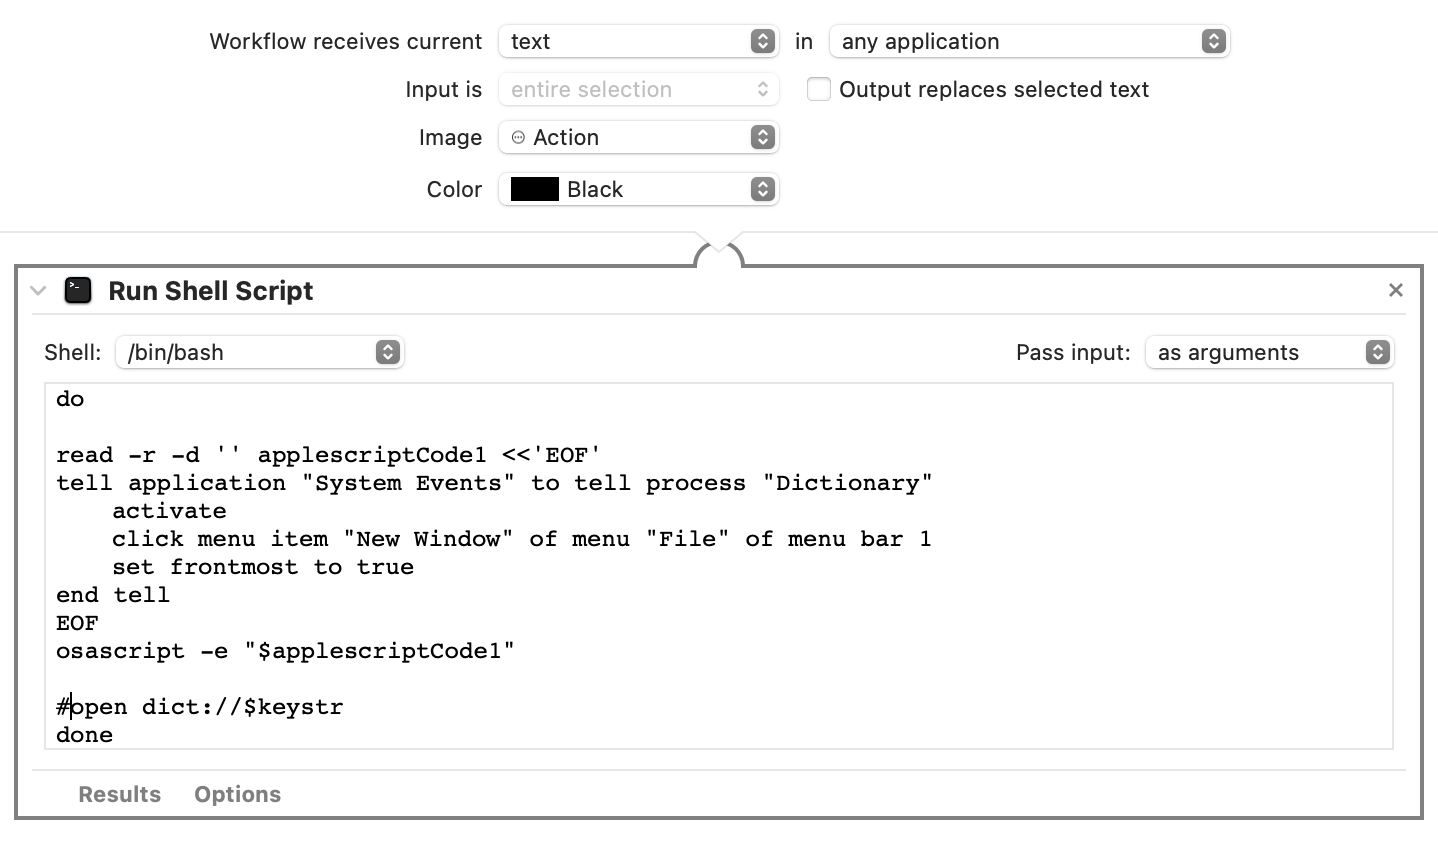 Workflow receives current text in any application
Input is entire selection Output replaces selected text
Image Action
Color Black
Run Shell Script
Shell: /bin/bash Pass input: as arguments
do
read -r -d '' applescriptCode1 <<'EOF'
tell application "System Events" to tell process "Dictionary"
    activate
    click menu item "New Window" of menu "File" of menu bar 1
    set frontmost to true
end tell
EOF
osascript -e "$applescriptCode1"
#open dict://$keystr
done
Results Options